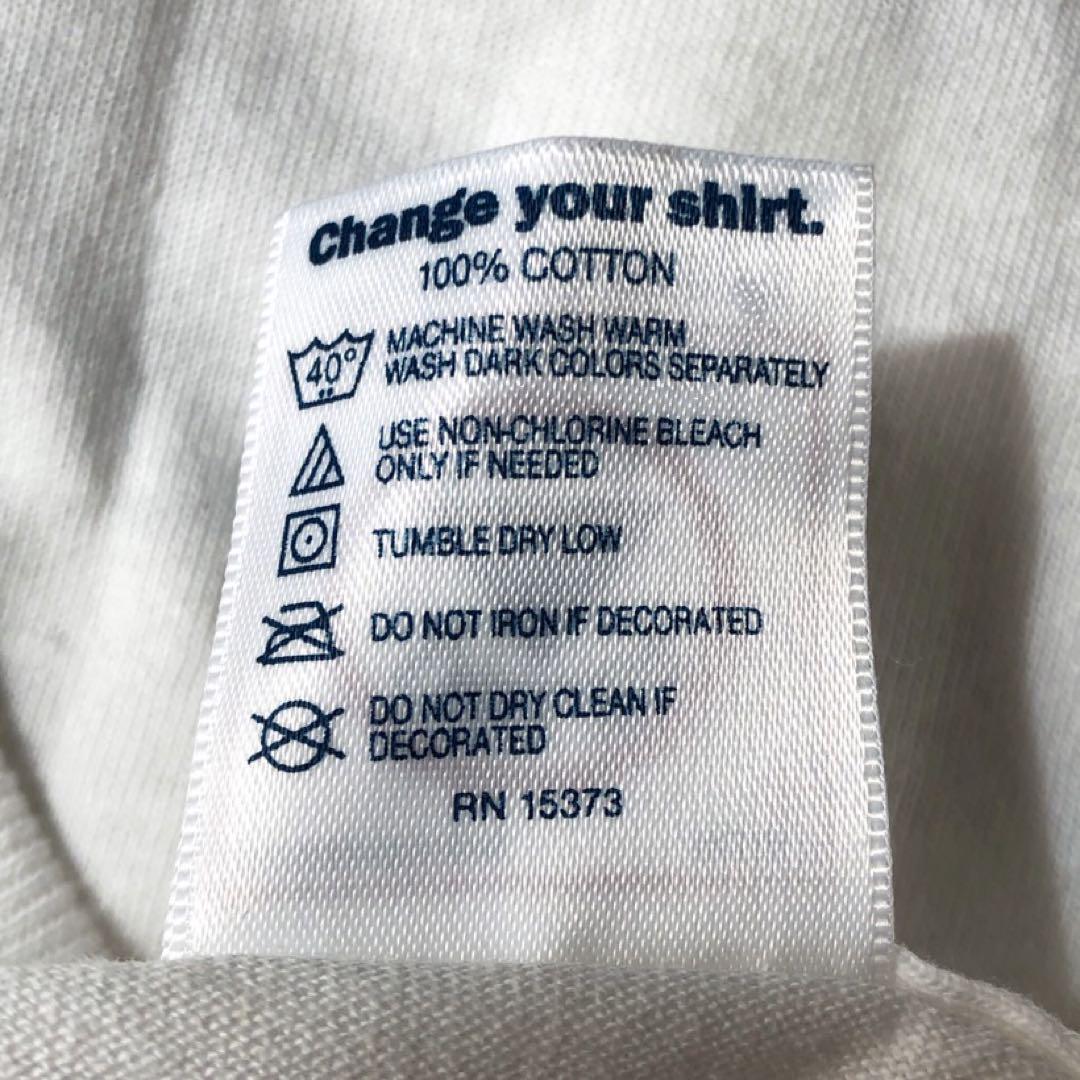 Change your shirt.
100% COTTON
40°
MACHINE WASH WARM
WASH DARK COLORS SEPARATELY
USE NON-CHLORINE BLEACH
ONLY IF NEEDED
TUMBLE DRY LOW
DO NOT IRON IF DECORATED
DO NOT DRY CLEAN IF
DECORATED
RN 15373